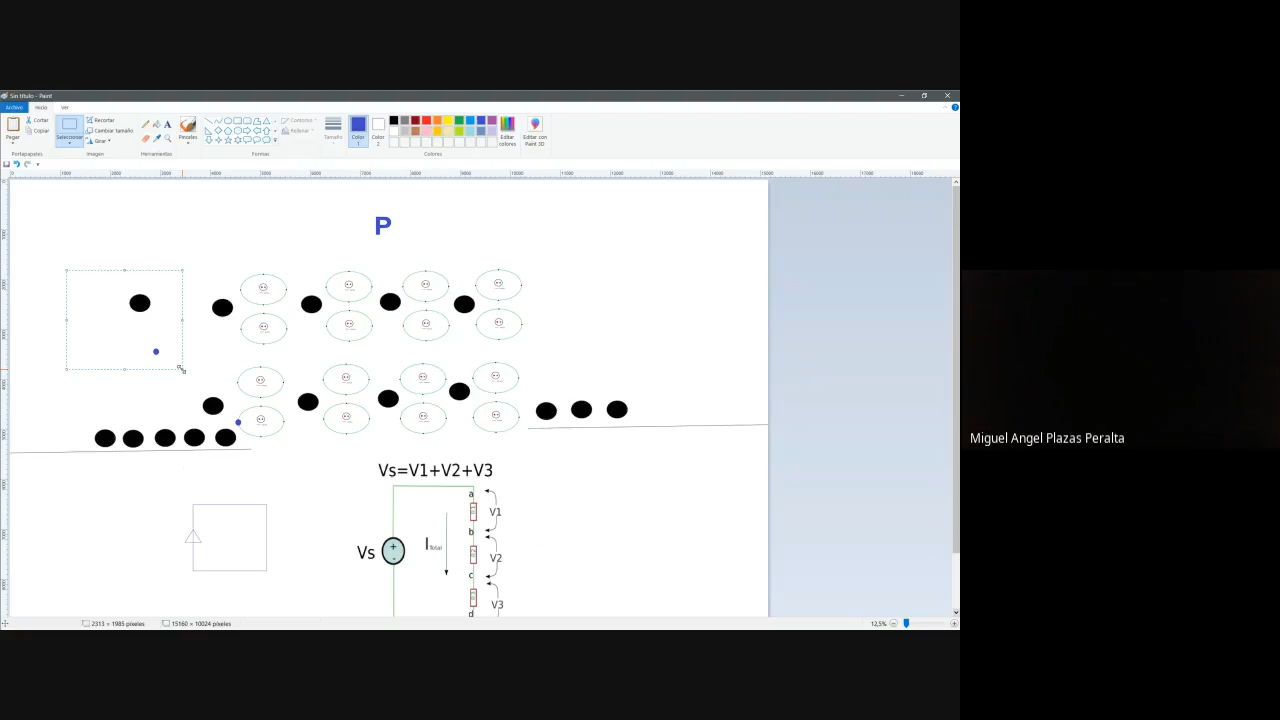 Sin título - Paint
Archivo Inicio Ver
Pegar
Cortar
Copiar
Portapapeles
Seleccionar
Recortar
Cambiar tamaño
Girar
Imagen
Herramientas
Pinceles
Formas
Contorno
Rellenar
Tamaño
Color 1
Color 2
Colores
Editar colores
Editar con Paint 3D
P
Vs=V1+V2+V3
a
V1
b
Vs
+
-
I Total
V2
c
V3
d
2313 × 1985 píxeles
15160 × 10024 píxeles
12,5%
Miguel Angel Plazas Peralta